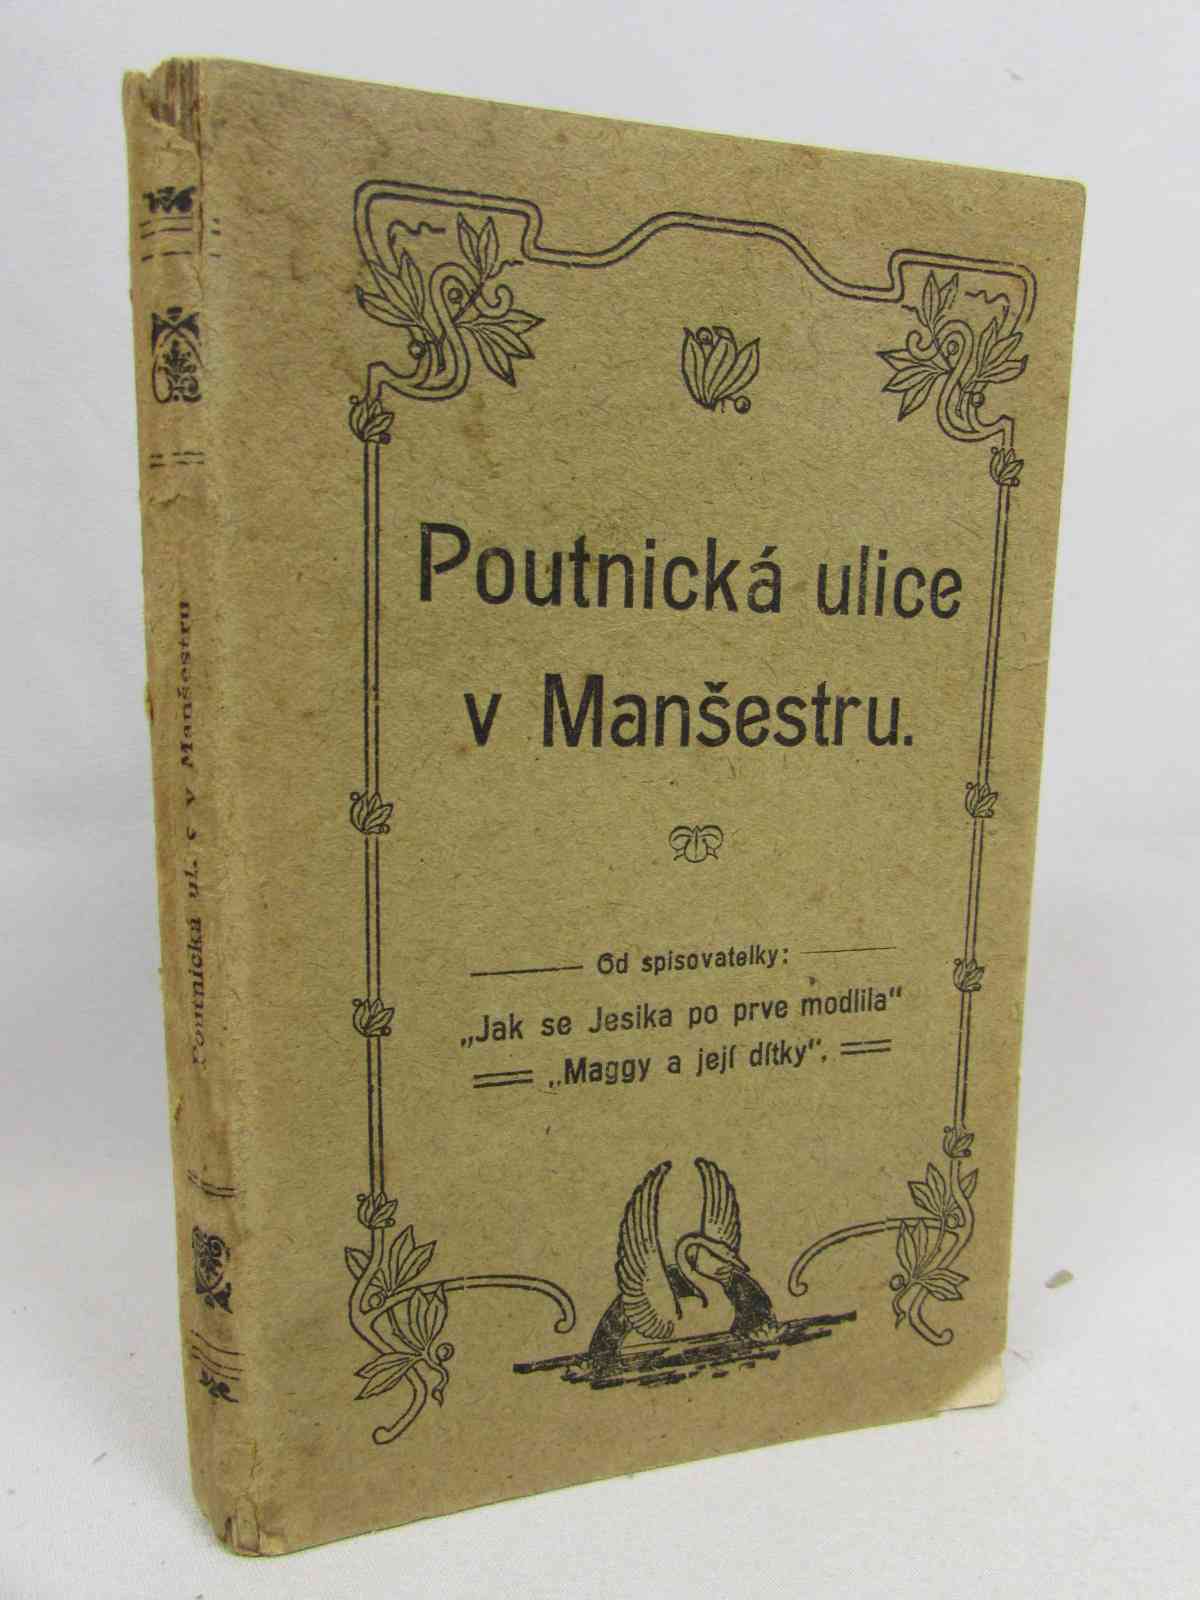 Poutnická ulice
v Manšestru.
Od spisovatelky:
„Jak se Jesika po prve modlila“
„Maggy a její dítky“.
Poutnická ul. v Manšestru